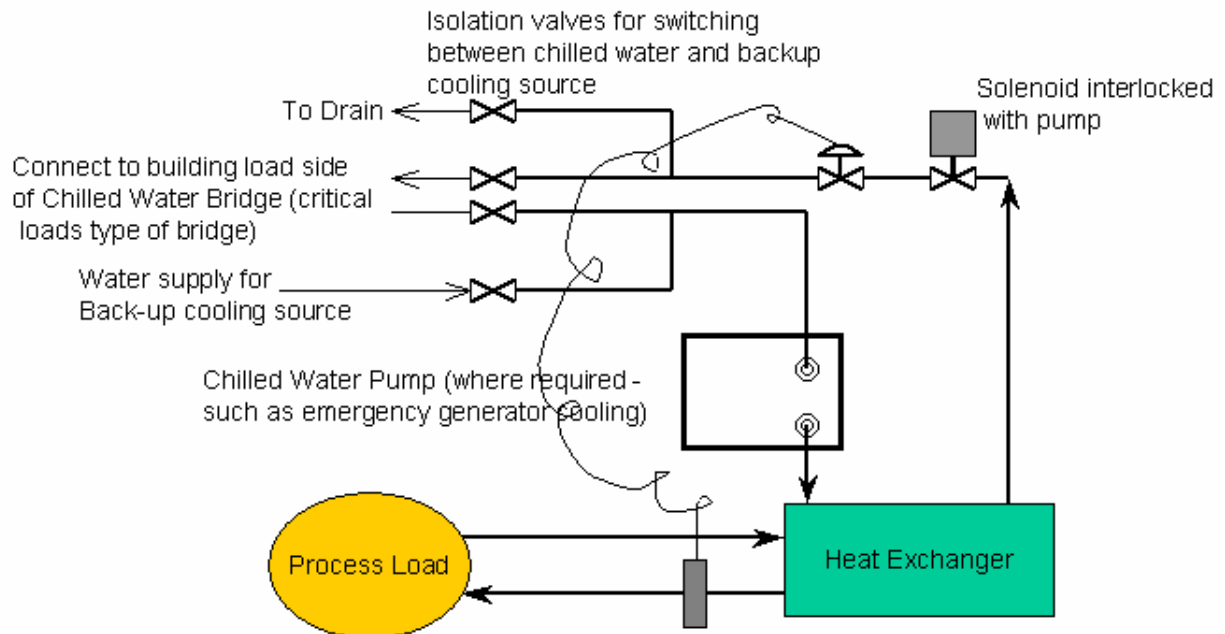 Isolation valves for switching
between chilled water and backup
cooling source
To Drain
Solenoid interlocked
with pump
Connect to building load side
of Chilled Water Bridge (critical
loads type of bridge)
Water supply for
Back-up cooling source
Chilled Water Pump (where required -
such as emergency generator cooling)
Process Load
Heat Exchanger